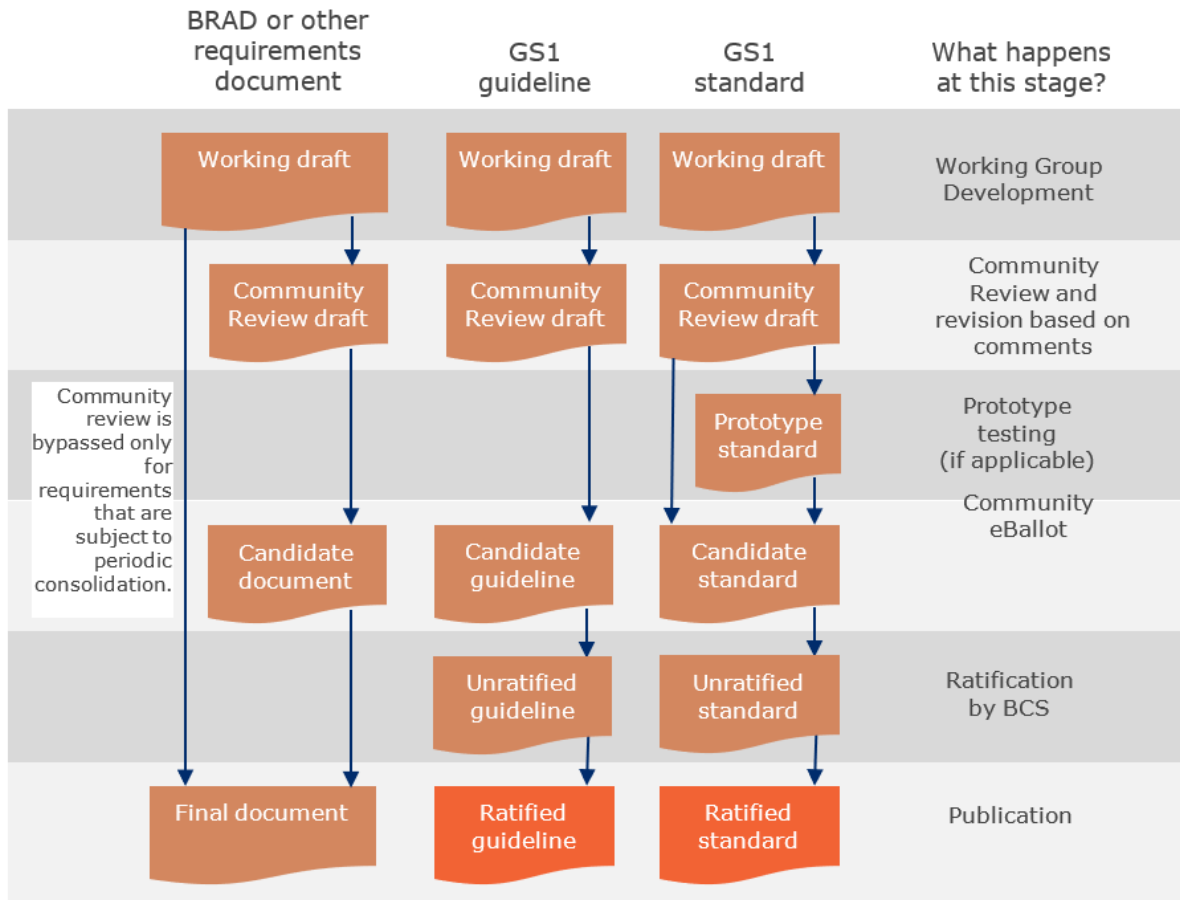 BRAD or other
requirements
document
GS1
guideline
GS1
standard
What happens
at this stage?
Working draft
Working draft
Working draft
Working Group
Development
Community
Review draft
Community
Review draft
Community
Review draft
Community
Review and
revision based on
comments
Community
review is
bypassed only
for
requirements
that are
subject to
periodic
consolidation.
Prototype
standard
Prototype
testing
(if applicable)
Candidate
document
Candidate
guideline
Candidate
standard
Community
eBallot
Unratified
guideline
Unratified
standard
Ratification
by BCS
Final document
Ratified
guideline
Ratified
standard
Publication